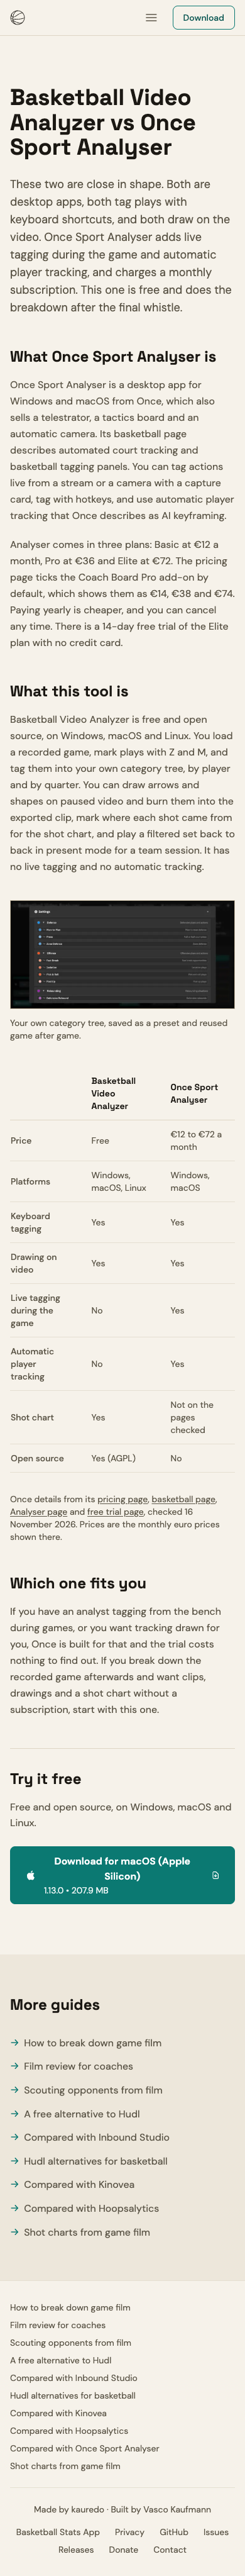 Download
Basketball Video
Analyzer vs Once
Sport Analyser
These two are close in shape. Both are
desktop apps, both tag plays with
keyboard shortcuts, and both draw on the
video. Once Sport Analyser adds live
tagging during the game and automatic
player tracking, and charges a monthly
subscription. This one is free and does the
breakdown after the final whistle.
What Once Sport Analyser is
Once Sport Analyser is a desktop app for
Windows and macOS from Once, which also
sells a telestrator, a tactics board and an
automatic camera. Its basketball page
describes automated court tracking and
basketball tagging panels. You can tag actions
live from a stream or a camera with a capture
card, tag with hotkeys, and use automatic player
tracking that Once describes as AI keyframing.
Analyser comes in three plans: Basic at €12 a
month, Pro at €36 and Elite at €72. The pricing
page ticks the Coach Board Pro add-on by
default, which shows them as €14, €38 and €74.
Paying yearly is cheaper, and you can cancel
any time. There is a 14-day free trial of the Elite
plan with no credit card.
What this tool is
Basketball Video Analyzer is free and open
source, on Windows, macOS and Linux. You load
a recorded game, mark plays with Z and M, and
tag them into your own category tree, by player
and by quarter. You can draw arrows and
shapes on paused video and burn them into the
exported clip, mark where each shot came from
for the shot chart, and play a filtered set back to
back in present mode for a team session. It has
no live tagging and no automatic tracking.
Settings
Your own category tree, saved as a preset and reused
game after game.
Basketball Video Analyzer
Once Sport Analyser
Price Free €12 to €72 a month
Platforms Windows, macOS, Linux Windows, macOS
Keyboard tagging Yes Yes
Drawing on video Yes Yes
Live tagging during the game No Yes
Automatic player tracking No Yes
Shot chart Yes Not on the pages checked
Open source Yes (AGPL) No
Once details from its pricing page, basketball page,
Analyser page and free trial page, checked 16
November 2026. Prices are the monthly euro prices
shown there.
Which one fits you
If you have an analyst tagging from the bench
during games, or you want tracking drawn for
you, Once is built for that and the trial costs
nothing to find out. If you break down the
recorded game afterwards and want clips,
drawings and a shot chart without a
subscription, start with this one.
Try it free
Free and open source, on Windows, macOS and
Linux.
Download for macOS (Apple
Silicon)
1.13.0 • 207.9 MB
More guides
→ How to break down game film
→ Film review for coaches
→ Scouting opponents from film
→ A free alternative to Hudl
→ Compared with Inbound Studio
→ Hudl alternatives for basketball
→ Compared with Kinovea
→ Compared with Hoopsalytics
→ Shot charts from game film
How to break down game film
Film review for coaches
Scouting opponents from film
A free alternative to Hudl
Compared with Inbound Studio
Hudl alternatives for basketball
Compared with Kinovea
Compared with Hoopsalytics
Compared with Once Sport Analyser
Shot charts from game film
Made by kauredo · Built by Vasco Kaufmann
Basketball Stats App Privacy GitHub Issues
Releases Donate Contact